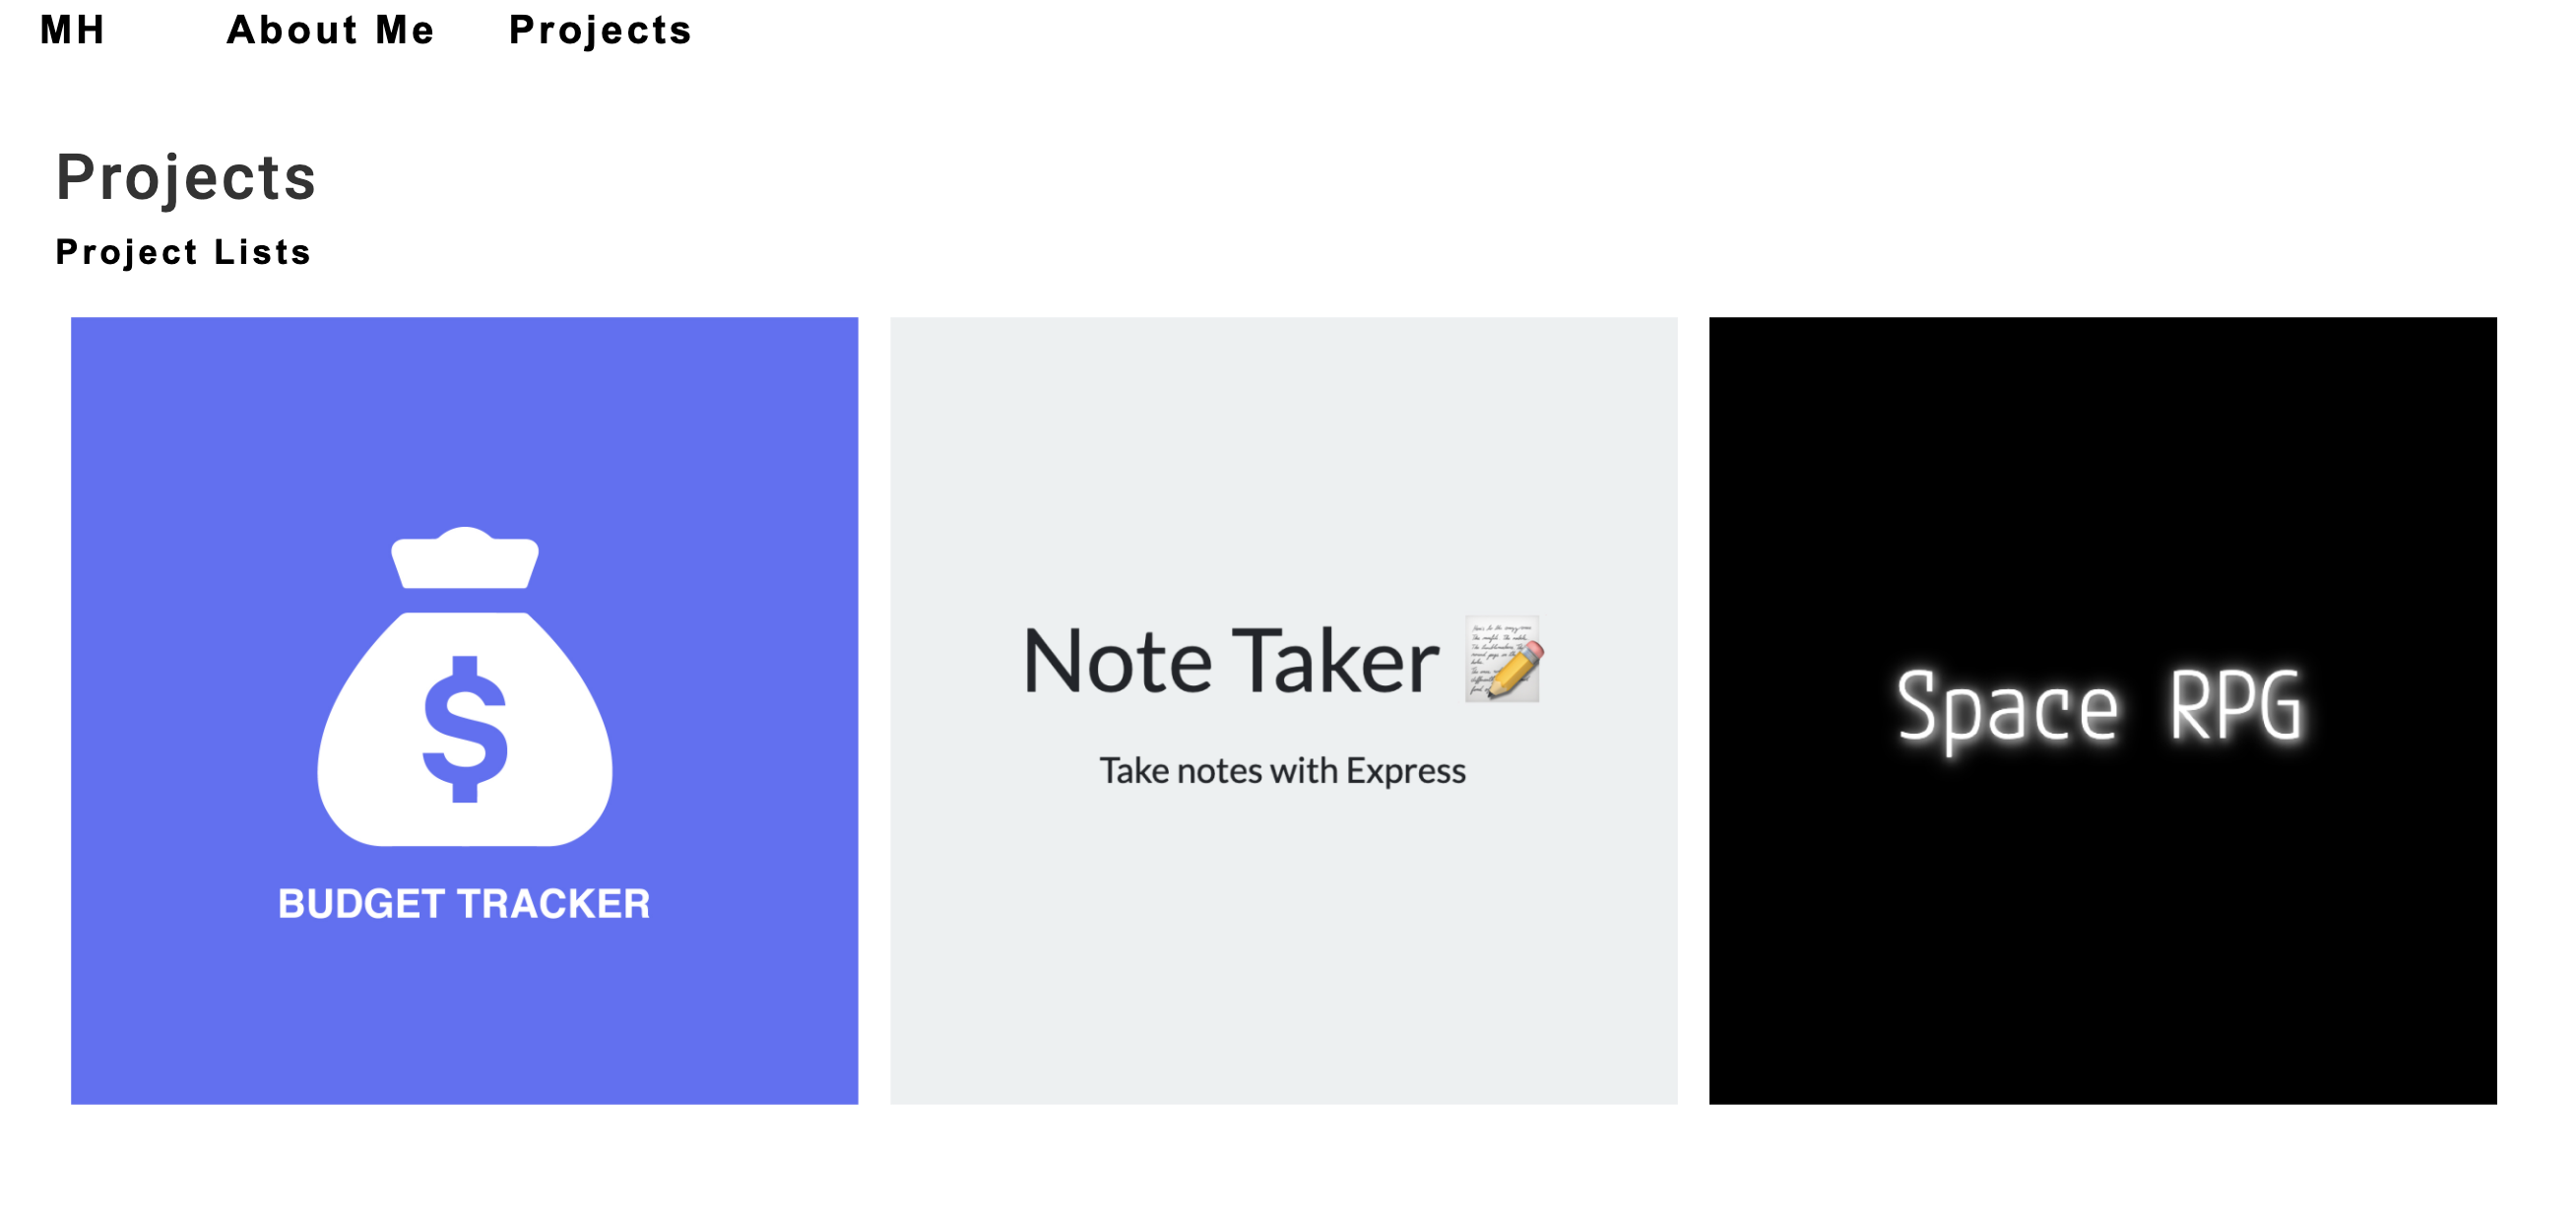 MH About Me Projects
Projects
Project Lists
BUDGET TRACKER
Note Taker
Take notes with Express
Space RPG